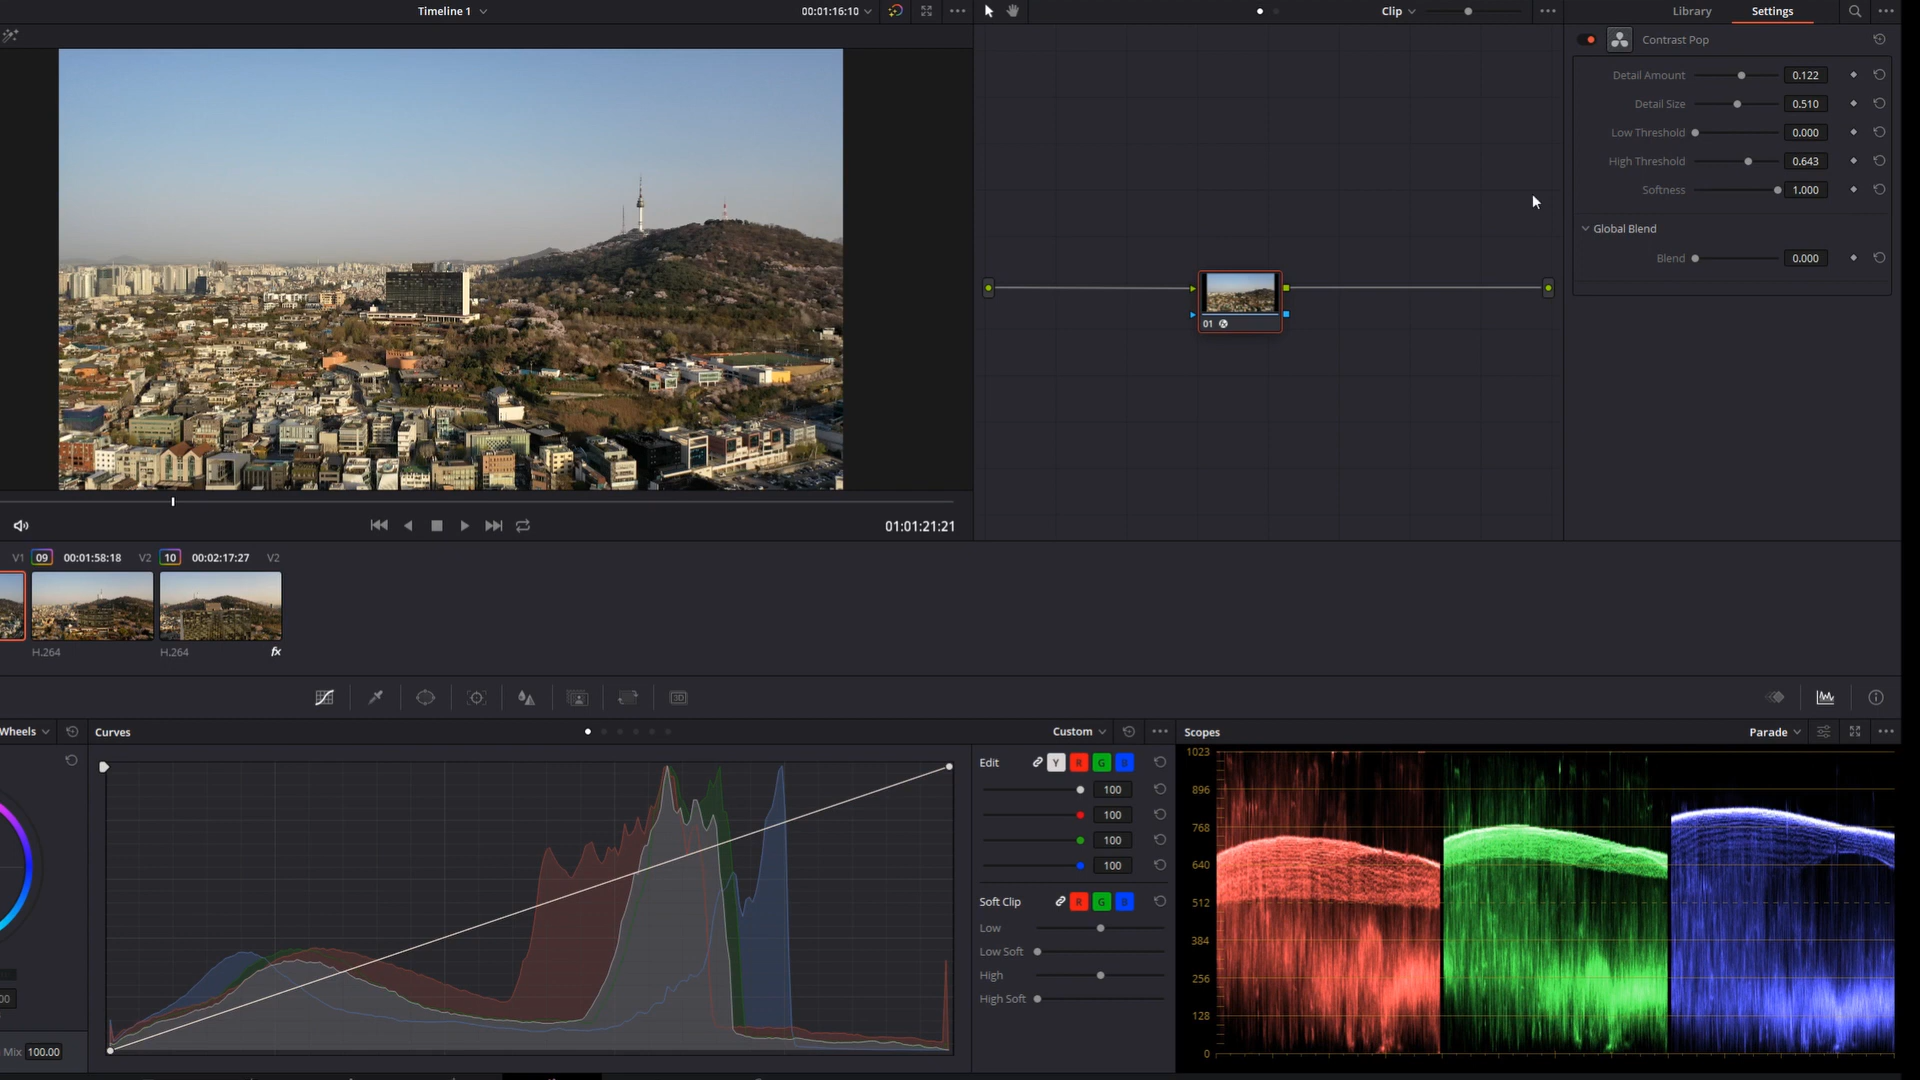 Timeline 1
00:01:16:10
Clip
Library
Settings
Contrast Pop
Detail Amount 0.122
Detail Size 0.510
Low Threshold 0.000
High Threshold 0.643
Softness 1.000
Global Blend
Blend 0.000
01
01:01:21:21
V1 09 00:01:58:18 V2 10 00:02:17:27 V2
H.264
H.264 fx
3D
Wheels
Curves
Custom
Scopes
Parade
Edit Y R G B
100
100
100
100
Soft Clip R G B
Low
Low Soft
High
High Soft
1023
896
768
640
512
384
256
128
0
00
Mix 100.00